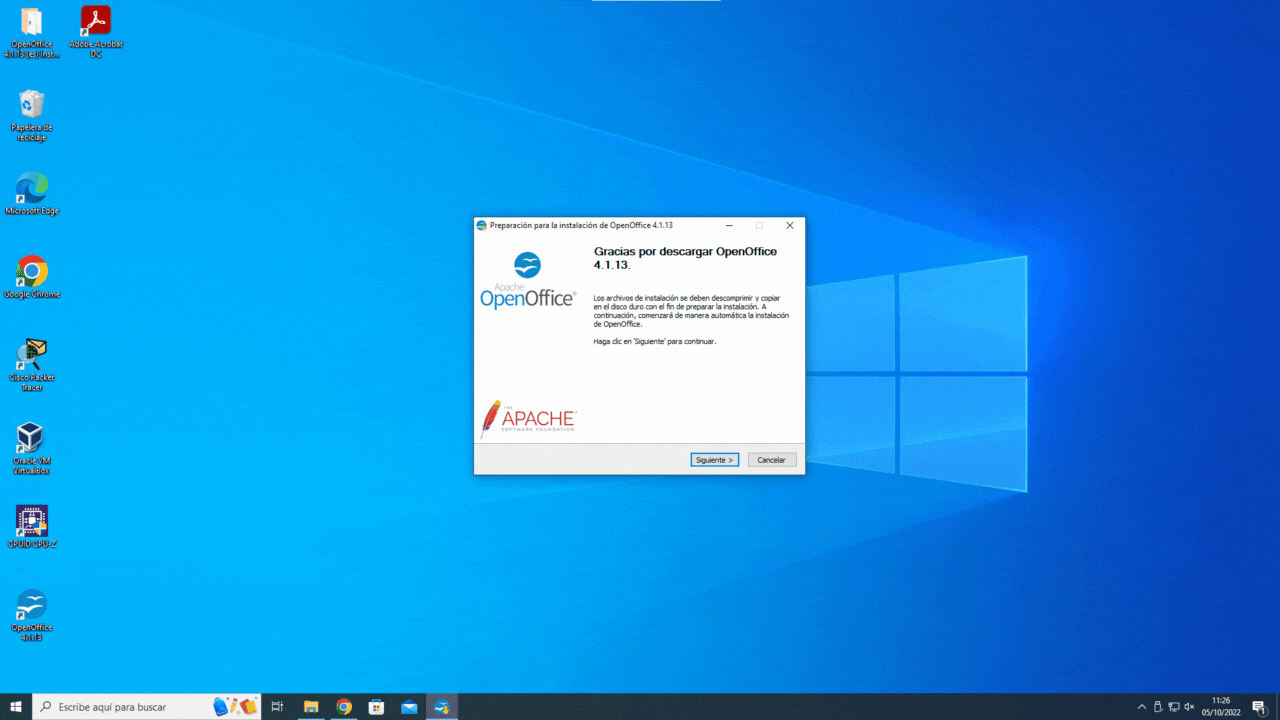 OpenOffice
4.1.13 (es) Inst...
Adobe Acrobat
DC
Papelera de
reciclaje
Microsoft Edge
Google Chrome
Cisco Packet
Tracer
Oracle VM
VirtualBox
CPUID CPU-Z
OpenOffice
4.1.13
Preparación para la instalación de OpenOffice 4.1.13
Apache
OpenOffice®
Gracias por descargar OpenOffice
4.1.13.
Los archivos de instalación se deben descomprimir y copiar
en el disco duro con el fin de preparar la instalación. A
continuación, comenzará de manera automática la instalación
de OpenOffice.
Haga clic en 'Siguiente' para continuar.
THE
APACHE
SOFTWARE FOUNDATION
Siguiente >
Cancelar
Escribe aquí para buscar
11:26
05/10/2022
1